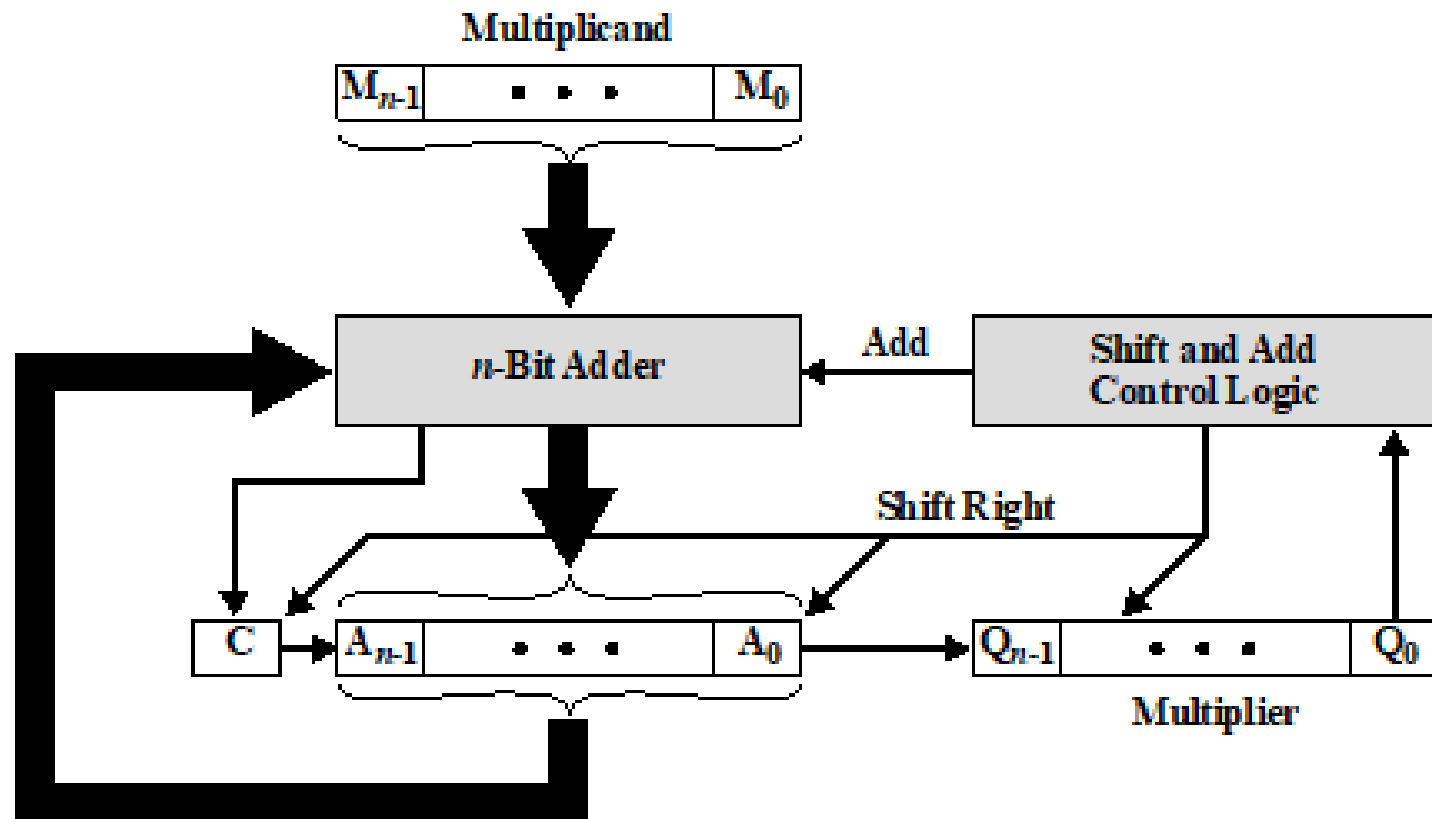 Multiplicand
Mn-1 • • • M0
n-Bit Adder
Add
Shift and Add
Control Logic
Shift Right
C
An-1 • • • A0
Qn-1 • • • Q0
Multiplier